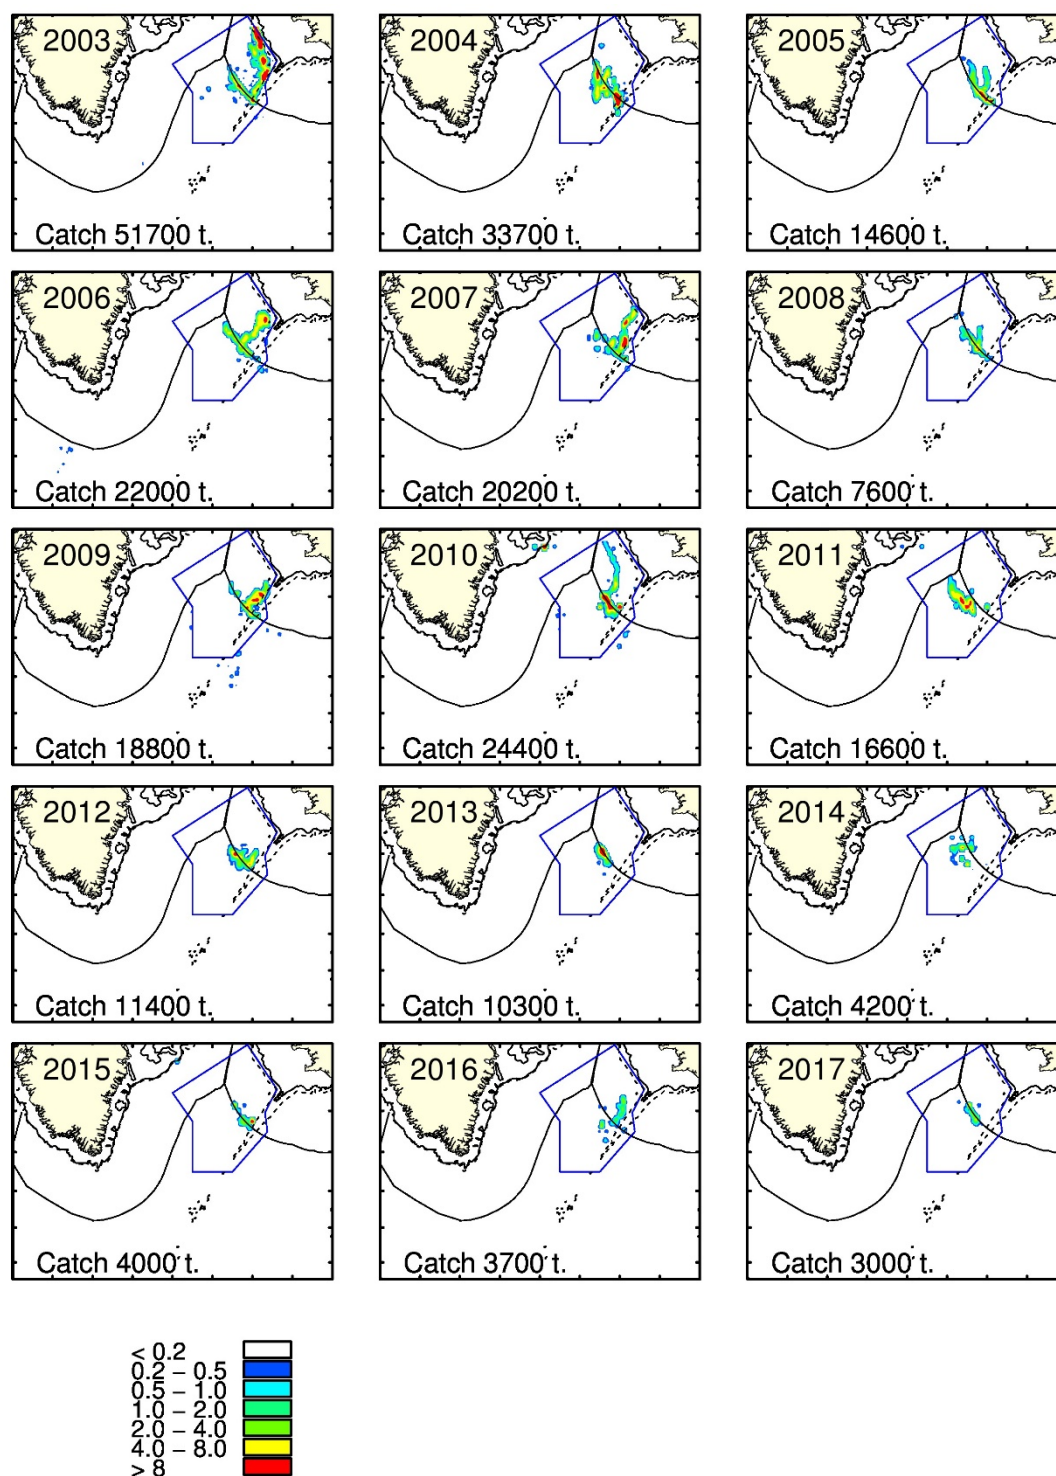 2003
2004
2005
Catch 51700 t.
Catch 33700 t.
Catch 14600 t.
2006
2007
2008
Catch 22000 t.
Catch 20200 t.
Catch 7600 t.
2009
2010
2011
Catch 18800 t.
Catch 24400 t.
Catch 16600 t.
2012
2013
2014
Catch 11400 t.
Catch 10300 t.
Catch 4200 t.
2015
2016
2017
Catch 4000 t.
Catch 3700 t.
Catch 3000 t.
< 0.2
0.2 – 0.5
0.5 – 1.0
1.0 – 2.0
2.0 – 4.0
4.0 – 8.0
> 8